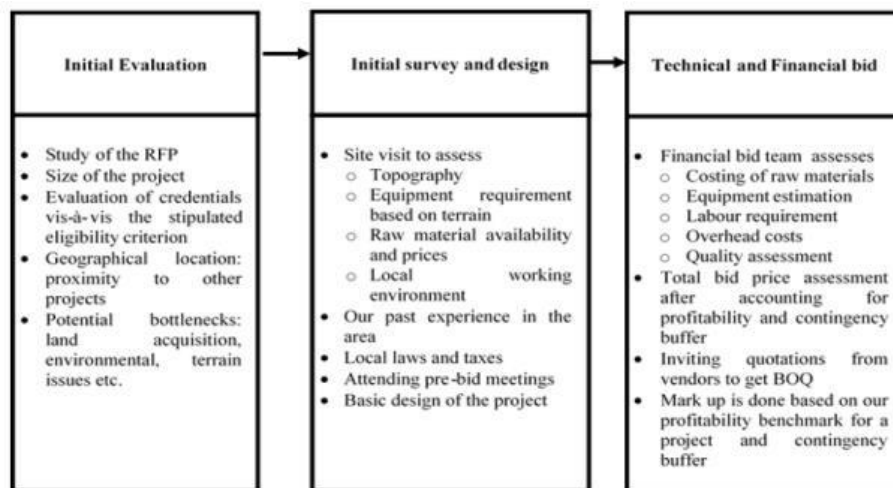 Initial Evaluation
• Study of the RFP
• Size of the project
• Evaluation of credentials
vis-à-vis the stipulated
eligibility criterion
• Geographical location:
proximity to other
projects
• Potential bottlenecks:
land acquisition,
environmental, terrain
issues etc.
Initial survey and design
• Site visit to assess
o Topography
o Equipment requirement
based on terrain
o Raw material availability
and prices
o Local working
environment
• Our past experience in the
area
• Local laws and taxes
• Attending pre-bid meetings
• Basic design of the project
Technical and Financial bid
• Financial bid team assesses
o Costing of raw materials
o Equipment estimation
o Labour requirement
o Overhead costs
o Quality assessment
• Total bid price assessment
after accounting for
profitability and contingency
buffer
• Inviting quotations from
vendors to get BOQ
• Mark up is done based on our
profitability benchmark for a
project and contingency
buffer